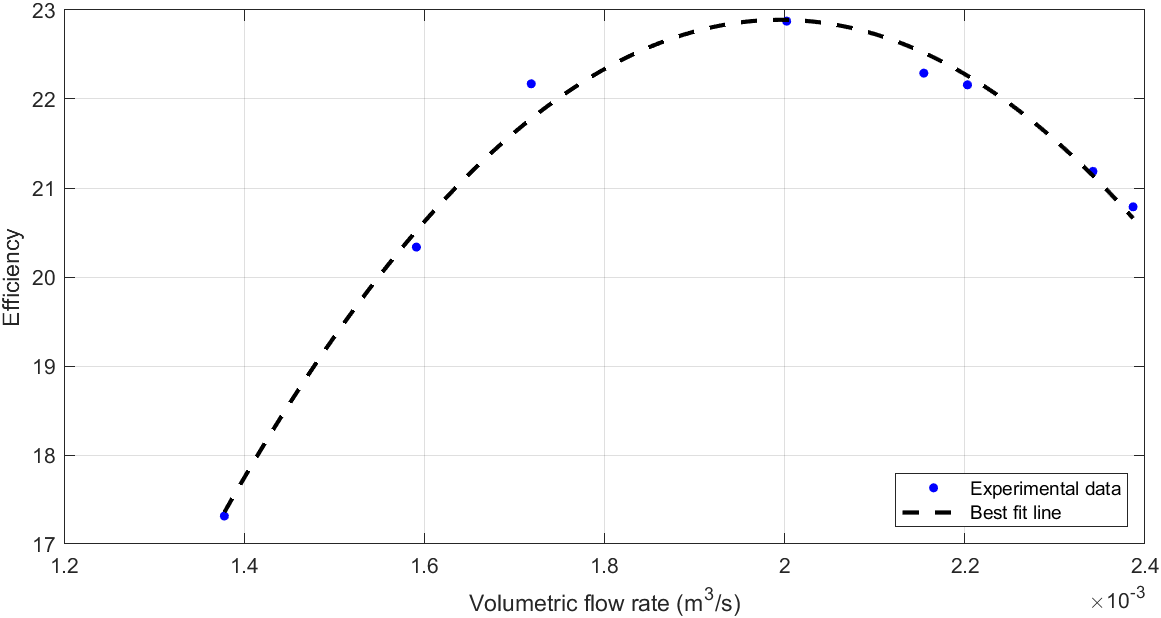 23
22
21
20
19
18
17
Efficiency
1.2 1.4 1.6 1.8 2 2.2 2.4
×10⁻³
Volumetric flow rate (m³/s)
Experimental data
Best fit line